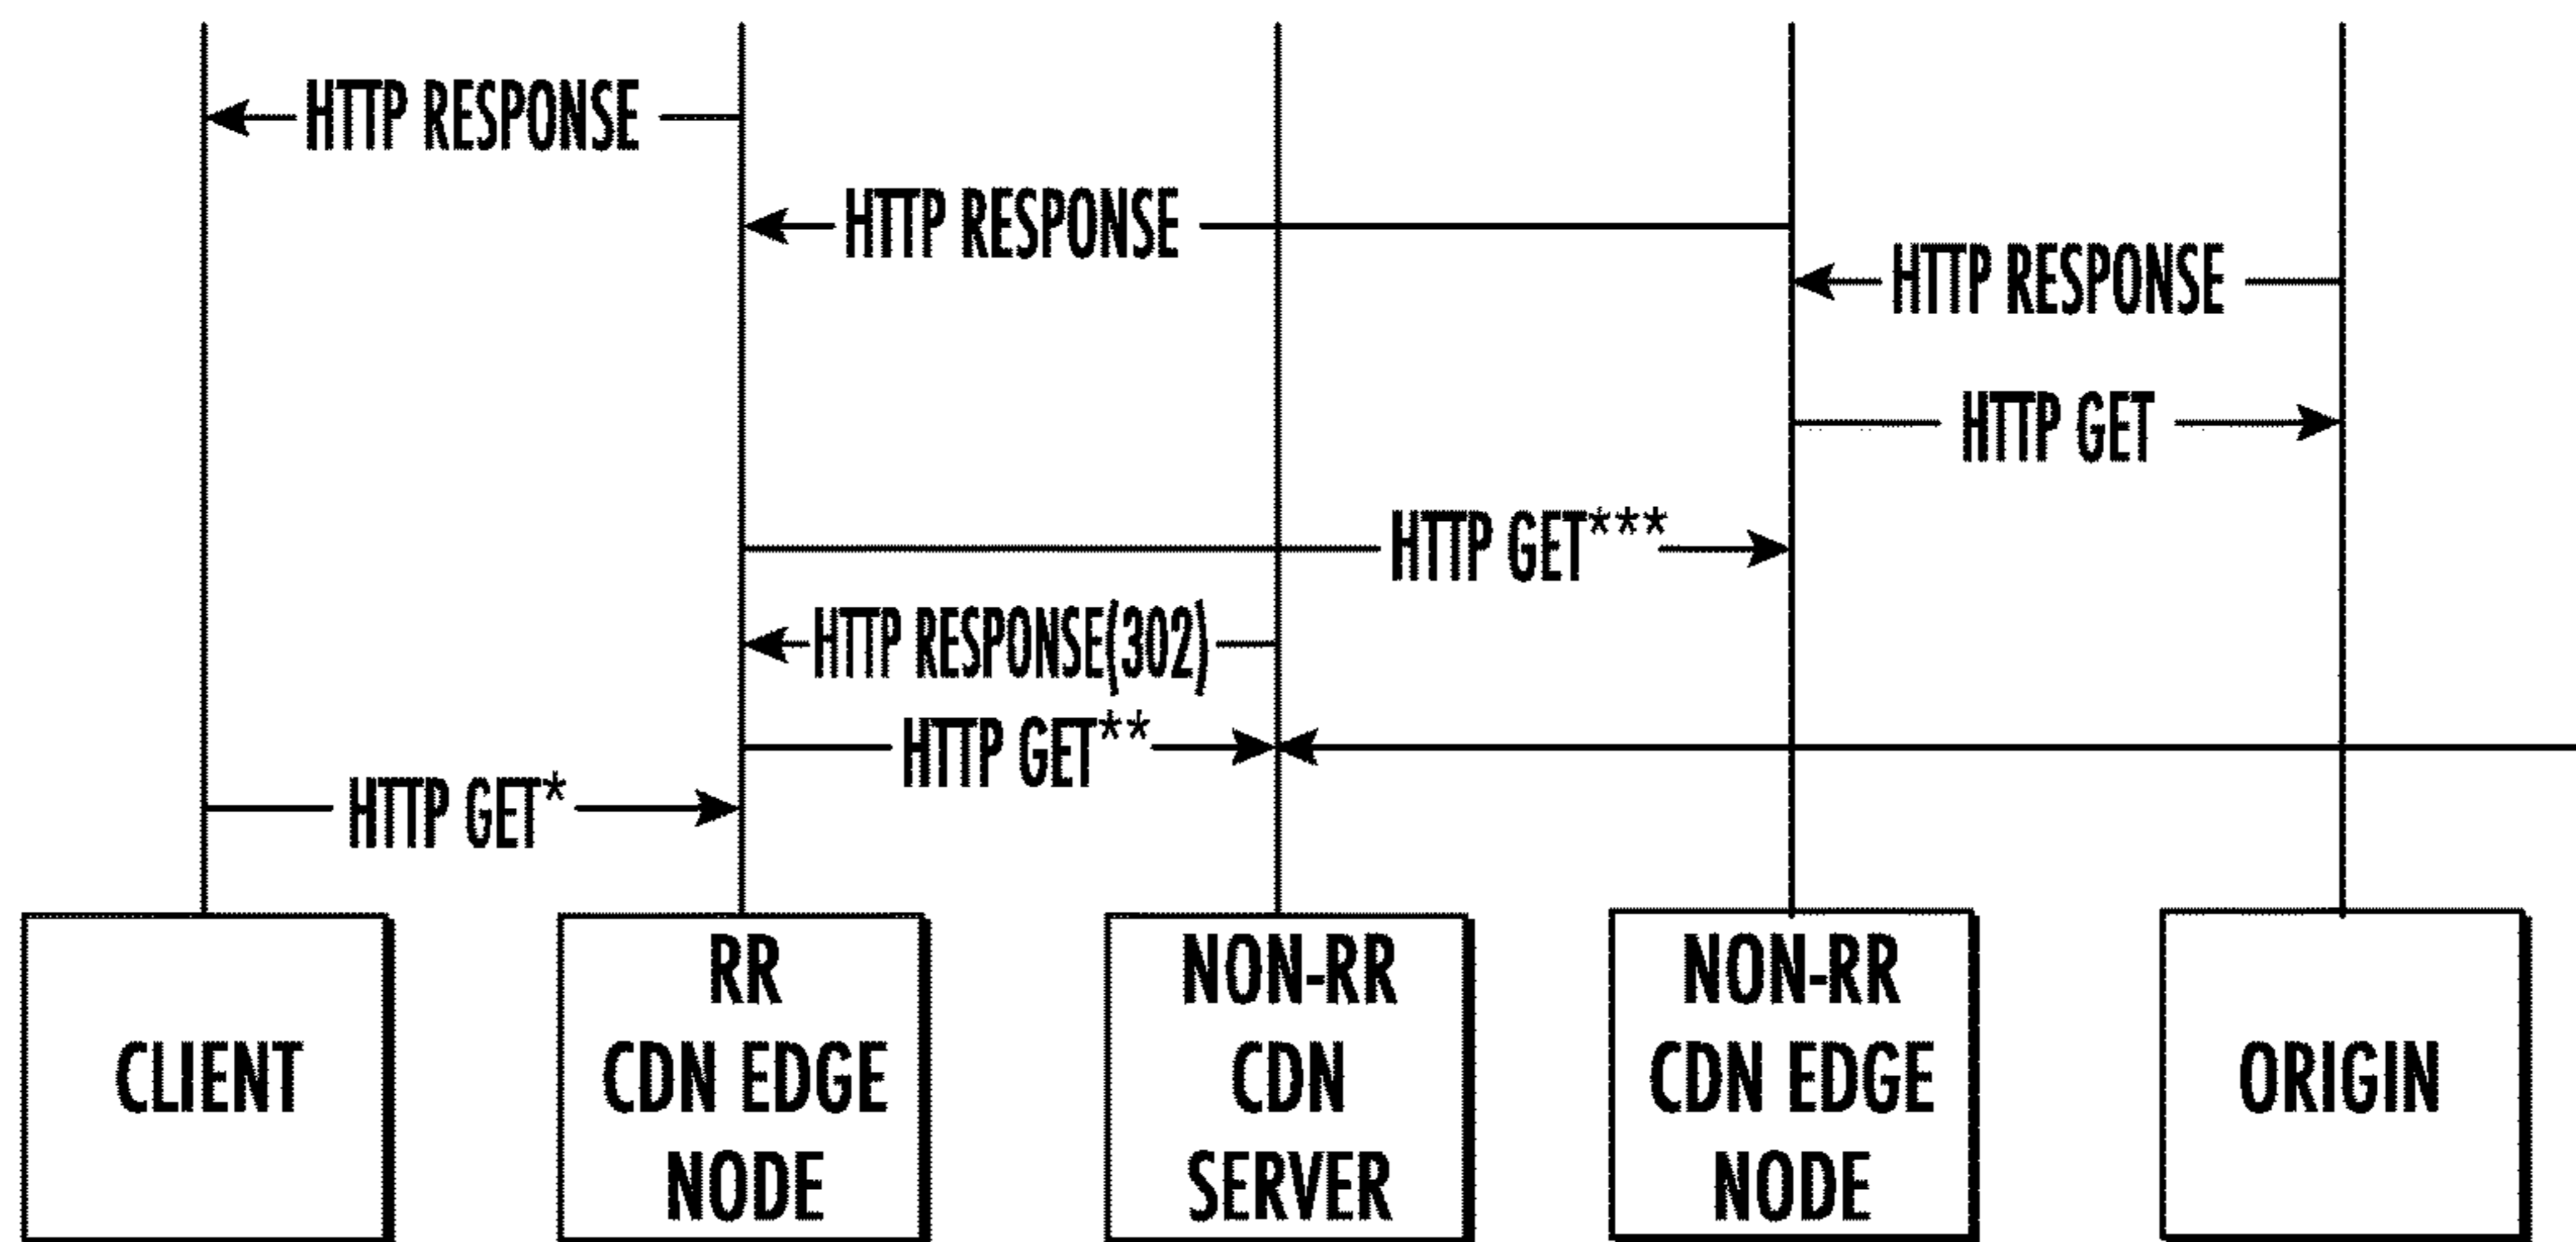 HTTP RESPONSE
HTTP RESPONSE
HTTP RESPONSE
HTTP GET
HTTP GET***
HTTP RESPONSE(302)
HTTP GET**
HTTP GET*
CLIENT
RR
CDN EDGE
NODE
NON-RR
CDN
SERVER
NON-RR
CDN EDGE
NODE
ORIGIN